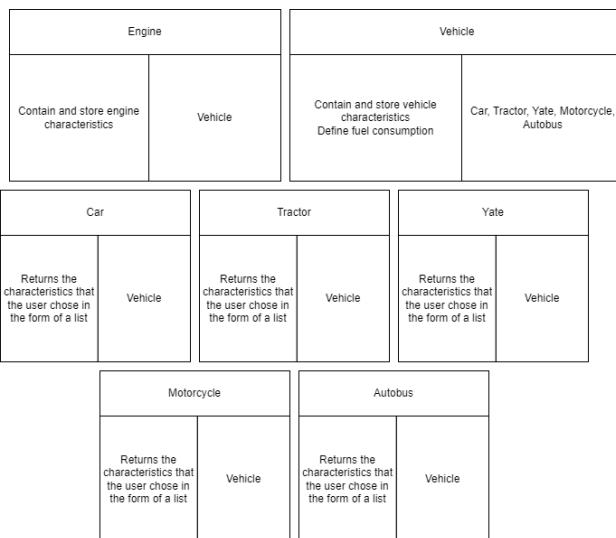 Engine
Vehicle
Contain and store engine
characteristics
Vehicle
Contain and store vehicle
characteristics
Define fuel consumption
Car, Tractor, Yate, Motorcycle,
Autobus
Car
Tractor
Yate
Returns the
characteristics that
the user chose in
the form of a list
Vehicle
Returns the
characteristics that
the user chose in
the form of a list
Vehicle
Returns the
characteristics that
the user chose in
the form of a list
Vehicle
Motorcycle
Autobus
Returns the
characteristics that
the user chose in
the form of a list
Vehicle
Returns the
characteristics that
the user chose in
the form of a list
Vehicle